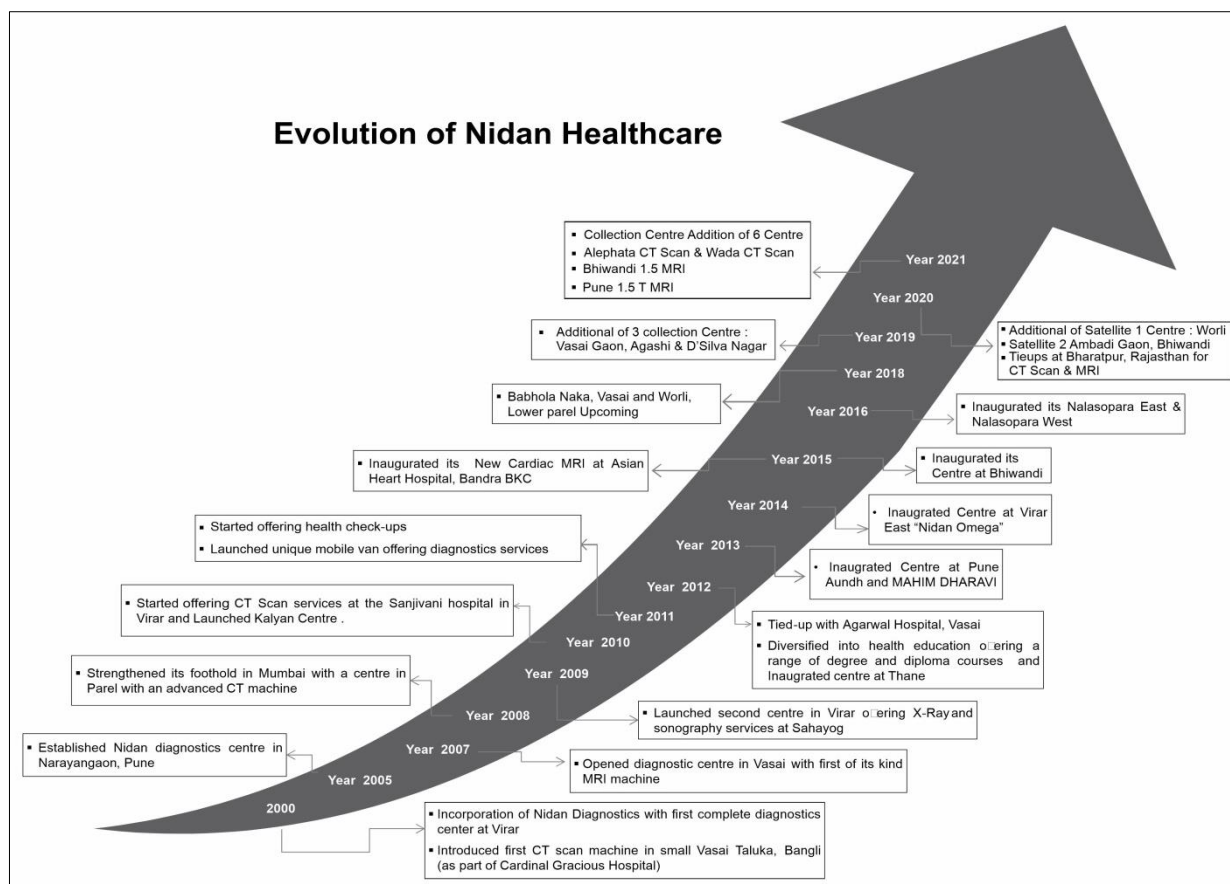 Evolution of Nidan Healthcare
▪ Collection Centre Addition of 6 Centre
▪ Alephata CT Scan & Wada CT Scan
▪ Bhiwandi 1.5 MRI
▪ Pune 1.5 T MRI
Year 2021
Year 2020
▪ Additional of Satellite 1 Centre : Worli
▪ Satellite 2 Ambadi Gaon, Bhiwandi
▪ Tieups at Bharatpur, Rajasthan for
CT Scan & MRI
▪ Additional of 3 collection Centre :
Vasai Gaon, Agashi & D'Silva Nagar
Year 2019
Year 2018
▪ Babhola Naka, Vasai and Worli,
Lower parel Upcoming
Year 2016
▪ Inaugurated its Nalasopara East &
Nalasopara West
▪ Inaugurated its New Cardiac MRI at Asian
Heart Hospital, Bandra BKC
Year 2015
▪ Inaugurated its
Centre at Bhiwandi
Year 2014
• Inaugrated Centre at Virar
East “Nidan Omega”
▪ Started offering health check-ups
▪ Launched unique mobile van offering diagnostics services
Year 2013
• Inaugrated Centre at Pune
Aundh and MAHIM DHARAVI
Year 2012
▪ Tied-up with Agarwal Hospital, Vasai
▪ Diversified into health education o□ering a
range of degree and diploma courses and
Inaugrated centre at Thane
Year 2011
▪ Started offering CT Scan services at the Sanjivani hospital in
Virar and Launched Kalyan Centre .
Year 2010
Year 2009
▪ Launched second centre in Virar o□ering X-Ray and
sonography services at Sahayog
▪ Strengthened its foothold in Mumbai with a centre in
Parel with an advanced CT machine
Year 2008
Year 2007
▪ Opened diagnostic centre in Vasai with first of its kind
MRI machine
▪ Established Nidan diagnostics centre in
Narayangaon, Pune
Year 2005
2000
▪ Incorporation of Nidan Diagnostics with first complete diagnostics
center at Virar
▪ Introduced first CT scan machine in small Vasai Taluka, Bangli
(as part of Cardinal Gracious Hospital)